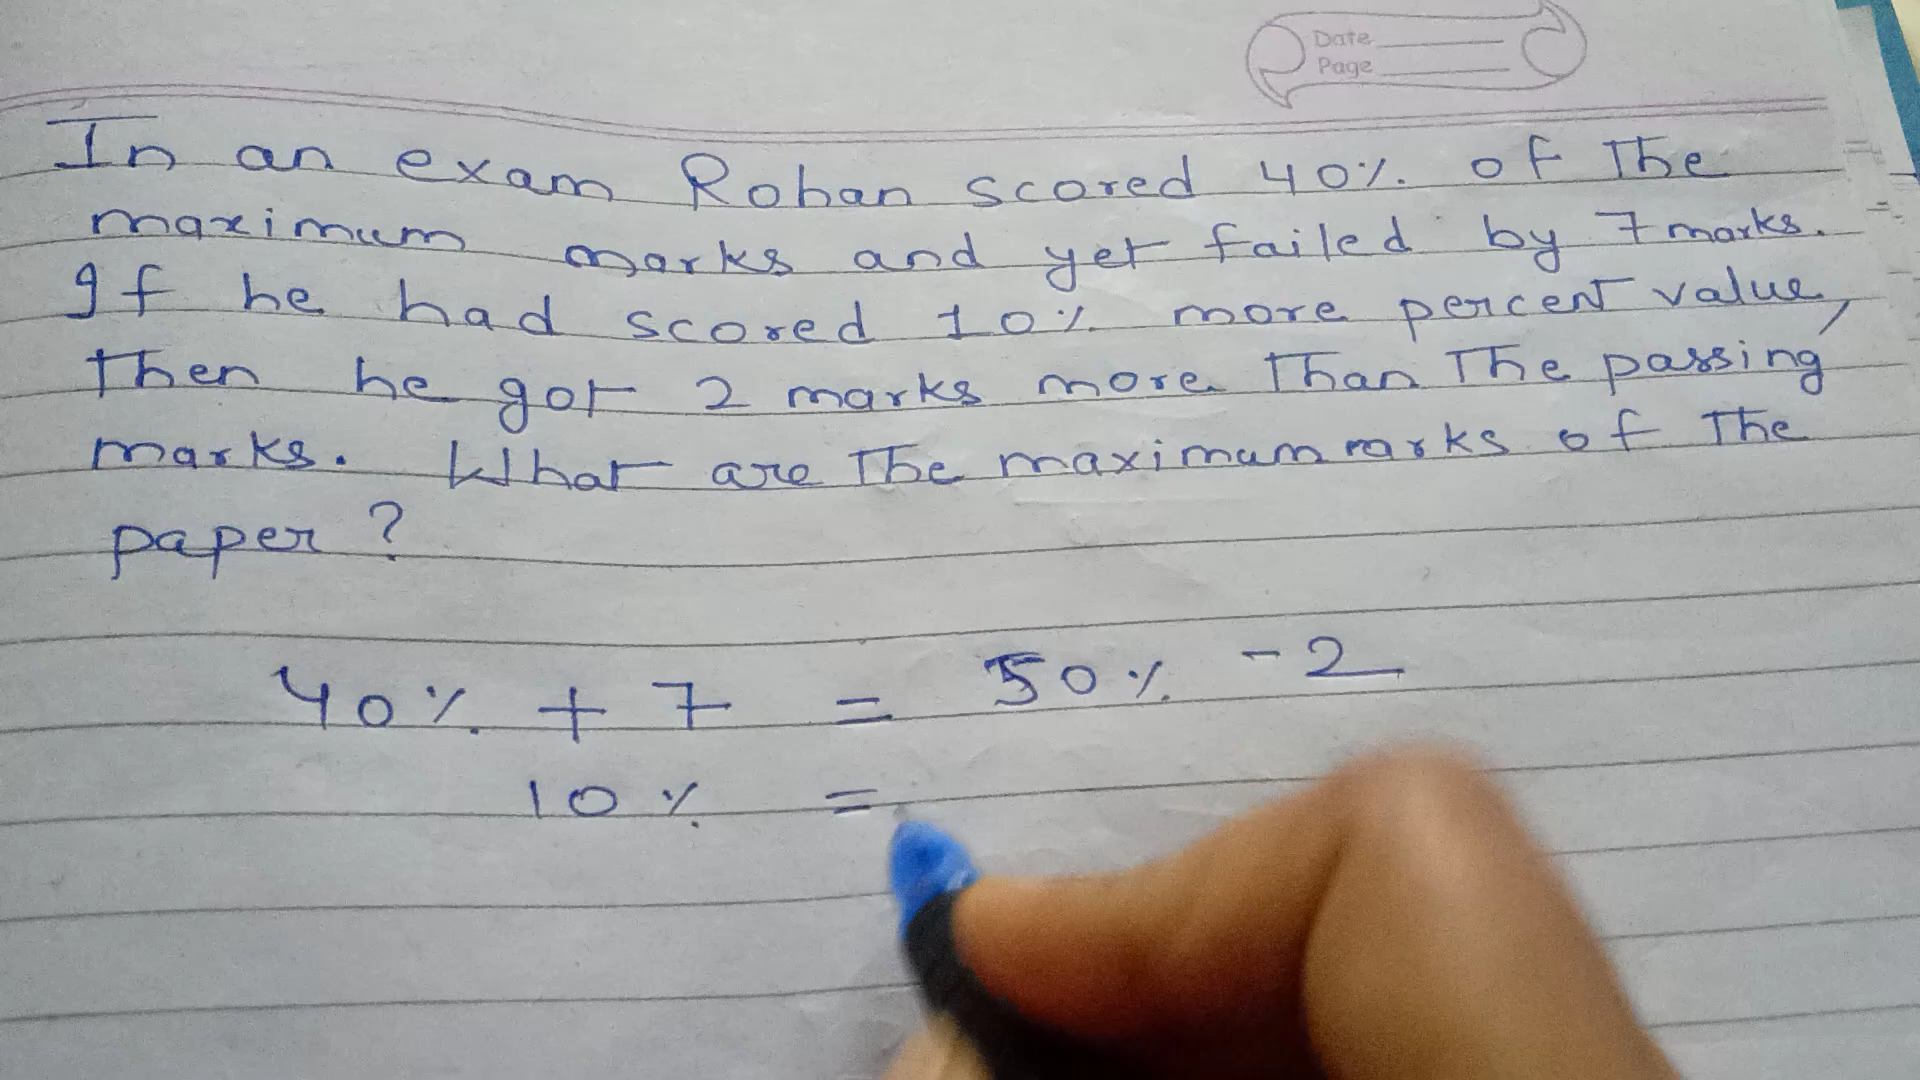 Date
Page
In an exam Rohan scored 40% of The
maximum marks and yet failed by 7 marks.
If he had scored 10% more percent value,
Then he got 2 marks more Than The passing
marks. What are The maximum marks of The
paper ?
40% + 7 = 50% - 2
10% =